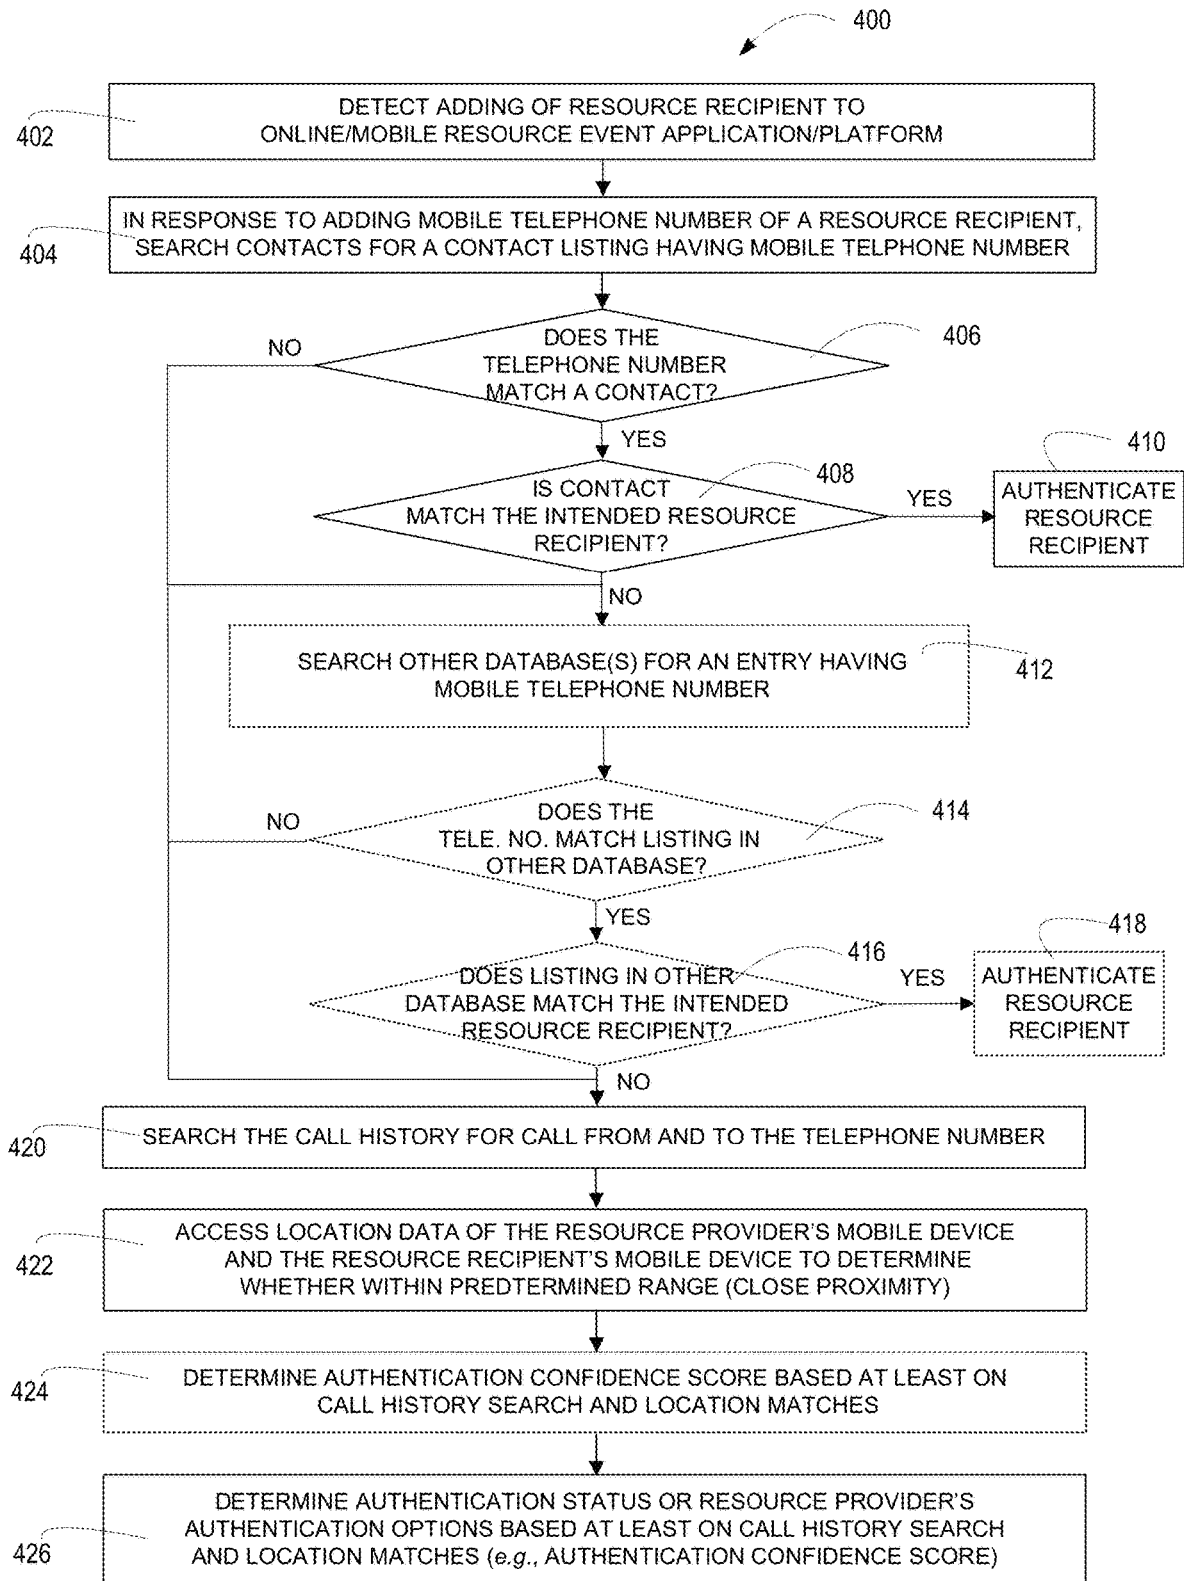 400
402
DETECT ADDING OF RESOURCE RECIPIENT TO
ONLINE/MOBILE RESOURCE EVENT APPLICATION/PLATFORM
404
IN RESPONSE TO ADDING MOBILE TELEPHONE NUMBER OF A RESOURCE RECIPIENT,
SEARCH CONTACTS FOR A CONTACT LISTING HAVING MOBILE TELPHONE NUMBER
406
NO
DOES THE
TELEPHONE NUMBER
MATCH A CONTACT?
YES
408
IS CONTACT
MATCH THE INTENDED RESOURCE
RECIPIENT?
YES
410
AUTHENTICATE
RESOURCE
RECIPIENT
NO
412
SEARCH OTHER DATABASE(S) FOR AN ENTRY HAVING
MOBILE TELEPHONE NUMBER
414
NO
DOES THE
TELE. NO. MATCH LISTING IN
OTHER DATABASE?
YES
416
DOES LISTING IN OTHER
DATABASE MATCH THE INTENDED
RESOURCE RECIPIENT?
YES
418
AUTHENTICATE
RESOURCE
RECIPIENT
NO
420
SEARCH THE CALL HISTORY FOR CALL FROM AND TO THE TELEPHONE NUMBER
422
ACCESS LOCATION DATA OF THE RESOURCE PROVIDER'S MOBILE DEVICE
AND THE RESOURCE RECIPIENT'S MOBILE DEVICE TO DETERMINE
WHETHER WITHIN PREDTERMINED RANGE (CLOSE PROXIMITY)
424
DETERMINE AUTHENTICATION CONFIDENCE SCORE BASED AT LEAST ON
CALL HISTORY SEARCH AND LOCATION MATCHES
426
DETERMINE AUTHENTICATION STATUS OR RESOURCE PROVIDER'S
AUTHENTICATION OPTIONS BASED AT LEAST ON CALL HISTORY SEARCH
AND LOCATION MATCHES (e.g., AUTHENTICATION CONFIDENCE SCORE)